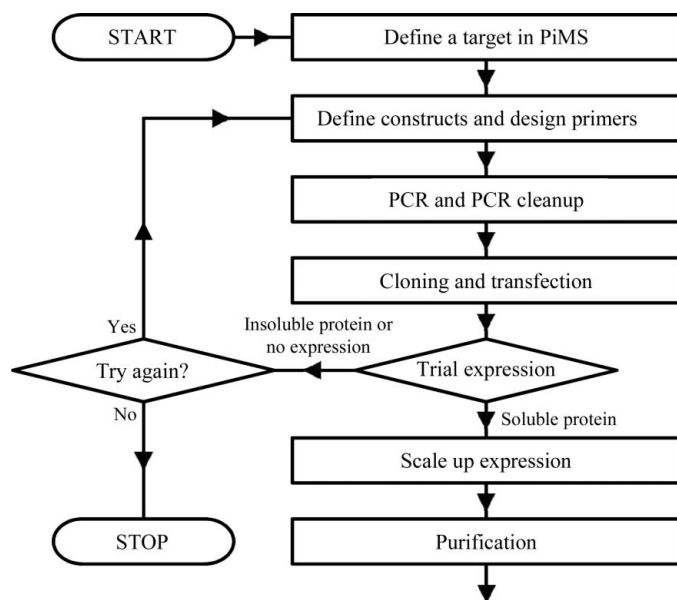 START
Define a target in PiMS
Define constructs and design primers
PCR and PCR cleanup
Cloning and transfection
Insoluble protein or
no expression
Yes
Try again?
Trial expression
No
Soluble protein
Scale up expression
STOP
Purification